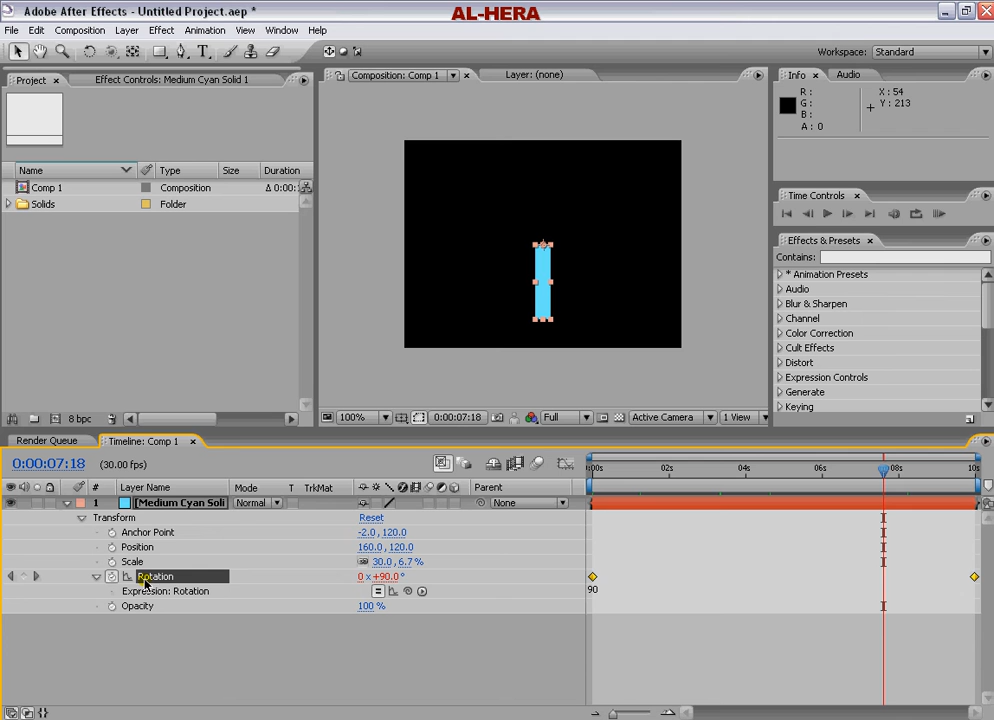 Adobe After Effects - Untitled Project.aep *
AL-HERA
File Edit Composition Layer Effect Animation View Window Help
Workspace: Standard
Project × Effect Controls: Medium Cyan Solid 1
Composition: Comp 1 × Layer: (none)
Info × Audio
R :
G :
B :
A : 0
X : 54
Y : 213
Name Type Size Duration
Comp 1 Composition Δ 0:00:
Solids Folder
Time Controls ×
Effects & Presets ×
Contains:
* Animation Presets
Audio
Blur & Sharpen
Channel
Color Correction
Cult Effects
Distort
Expression Controls
Generate
Keying
8 bpc
100% 0:00:07:18 Full Active Camera 1 View
Render Queue Timeline: Comp 1 ×
0:00:07:18 (30.00 fps)
:00s 02s 04s 06s 08s 10s
# Layer Name Mode T TrkMat Parent
1 [Medium Cyan Soli Normal None
Transform Reset
Anchor Point -2.0, 120.0
Position 160.0, 120.0
Scale 30.0, 6.7 %
Rotation 0 x +90.0 °
Expression: Rotation 90
Opacity 100 %